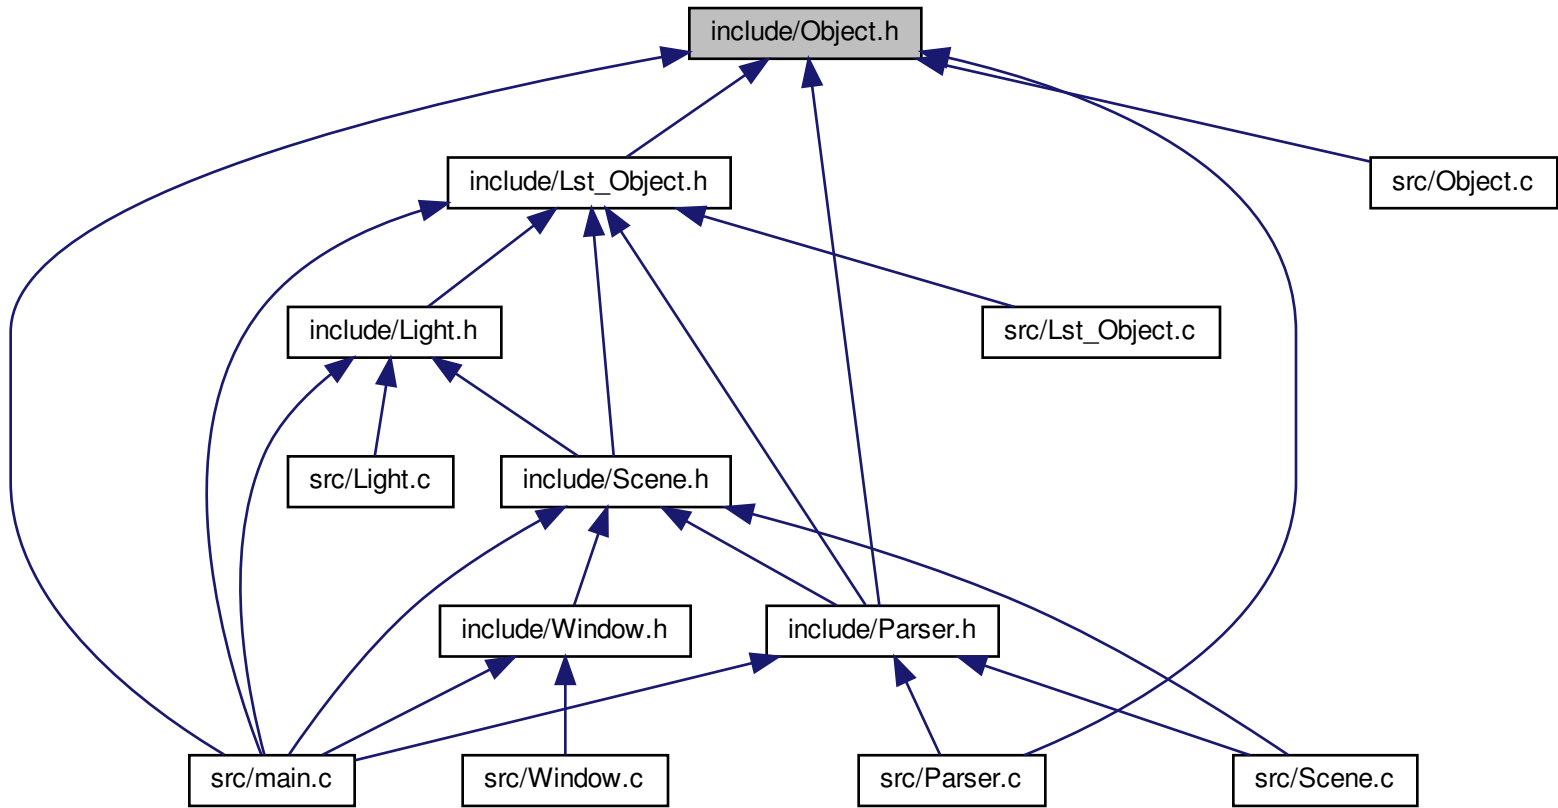 include/Object.h
include/Lst_Object.h
src/Object.c
include/Light.h
src/Lst_Object.c
src/Light.c
include/Scene.h
include/Window.h
include/Parser.h
src/main.c
src/Window.c
src/Parser.c
src/Scene.c